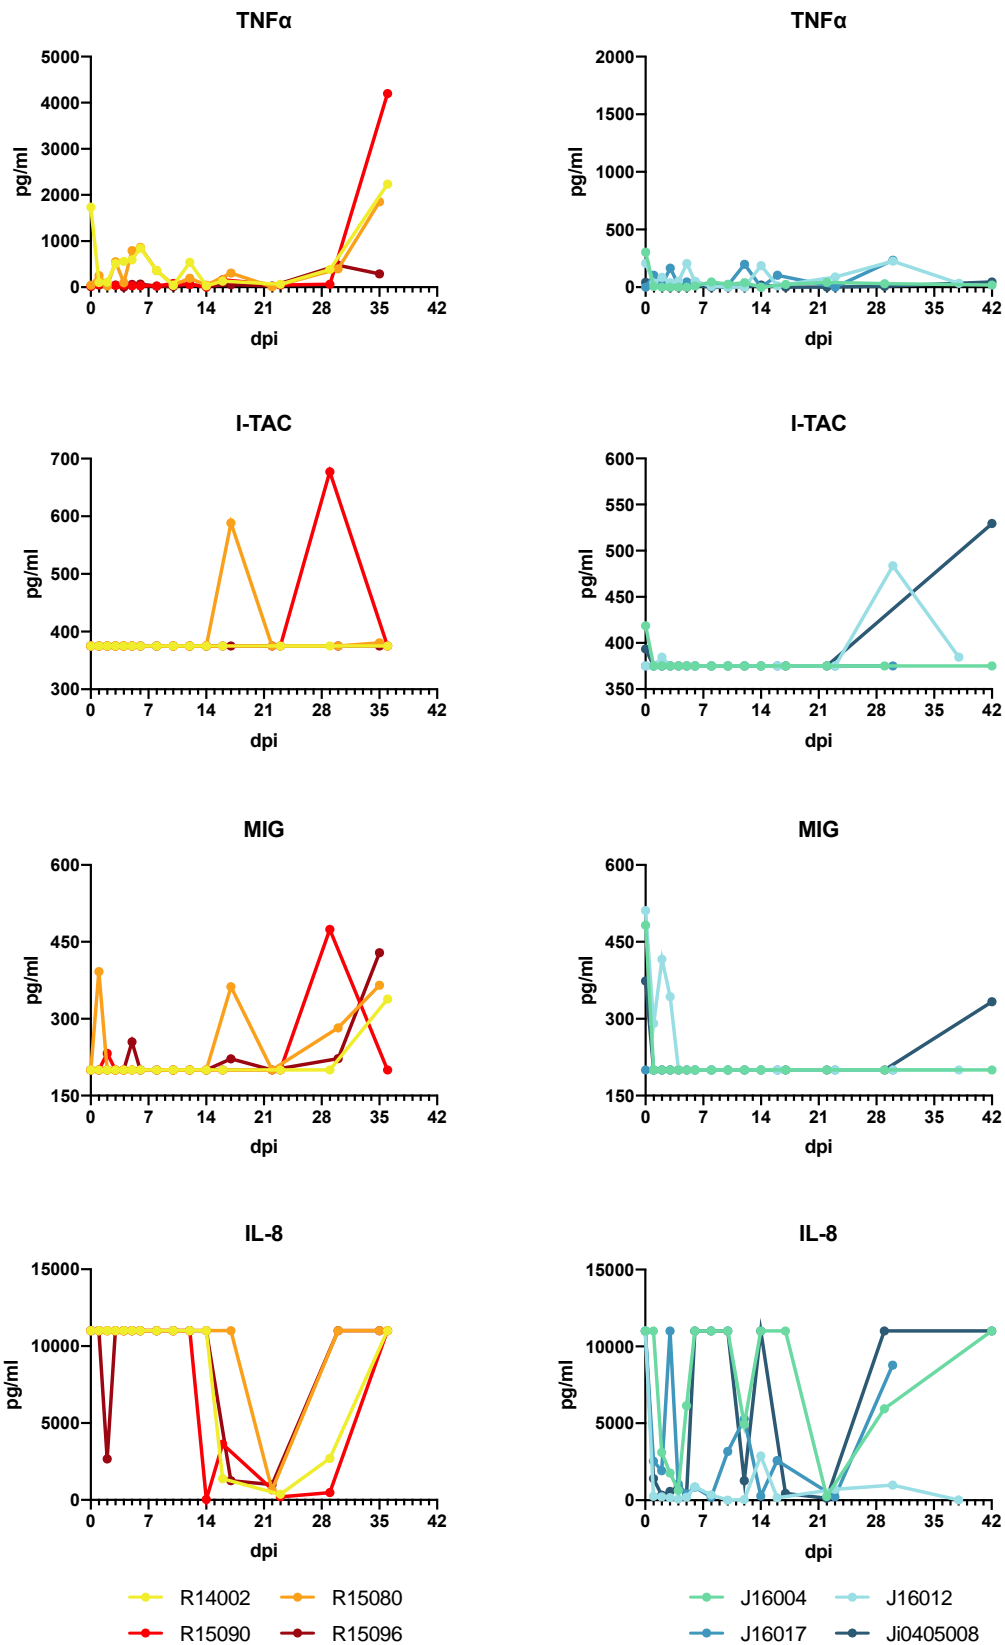 TNFα
TNFα
5000
4000
3000
2000
1000
0
pg/ml
0 7 14 21 28 35 42
dpi
2000
1500
1000
500
0
pg/ml
0 7 14 21 28 35 42
dpi
I-TAC
I-TAC
700
600
500
400
300
pg/ml
0 7 14 21 28 35 42
dpi
600
550
500
450
400
350
pg/ml
0 7 14 21 28 35 42
dpi
MIG
MIG
600
450
300
150
pg/ml
0 7 14 21 28 35 42
dpi
600
450
300
150
pg/ml
0 7 14 21 28 35 42
dpi
IL-8
IL-8
15000
10000
5000
0
pg/ml
0 7 14 21 28 35 42
dpi
15000
10000
5000
0
pg/ml
0 7 14 21 28 35 42
dpi
R14002 R15080
R15090 R15096
J16004 J16012
J16017 Ji0405008